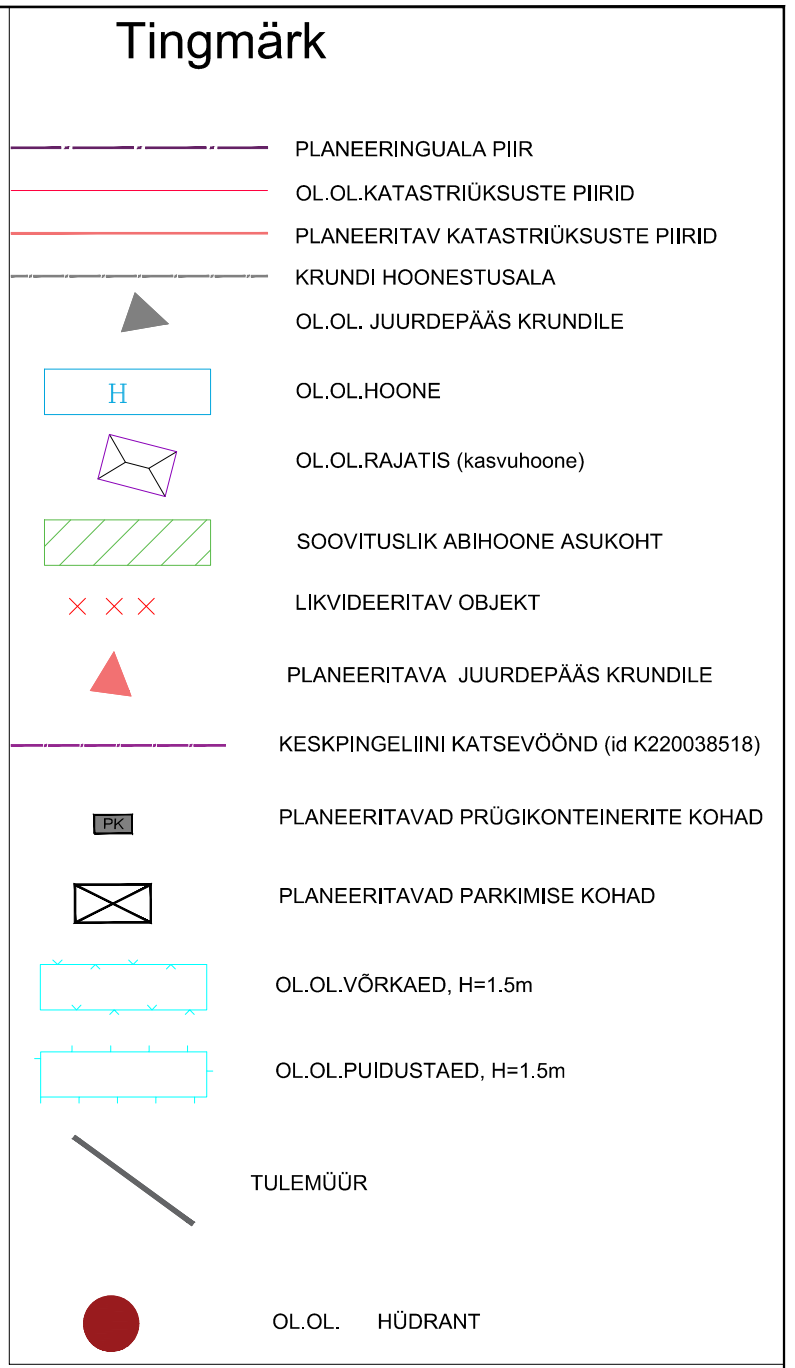 Tingmärk
PLANEERINGUALA PIIR
OL.OL.KATASTRIÜKSUSTE PIIRID
PLANEERITAV KATASTRIÜKSUSTE PIIRID
KRUNDI HOONESTUSALA
OL.OL. JUURDEPÄÄS KRUNDILE
H OL.OL.HOONE
OL.OL.RAJATIS (kasvuhoone)
SOOVITUSLIK ABIHOONE ASUKOHT
LIKVIDEERITAV OBJEKT
PLANEERITAVA JUURDEPÄÄS KRUNDILE
KESKPINGELIINI KATSEVÖÖND (id K220038518)
PK PLANEERITAVAD PRÜGIKONTEINERITE KOHAD
PLANEERITAVAD PARKIMISE KOHAD
OL.OL.VÕRKAED, H=1.5m
OL.OL.PUIDUSTAED, H=1.5m
TULEMÜÜR
OL.OL. HÜDRANT